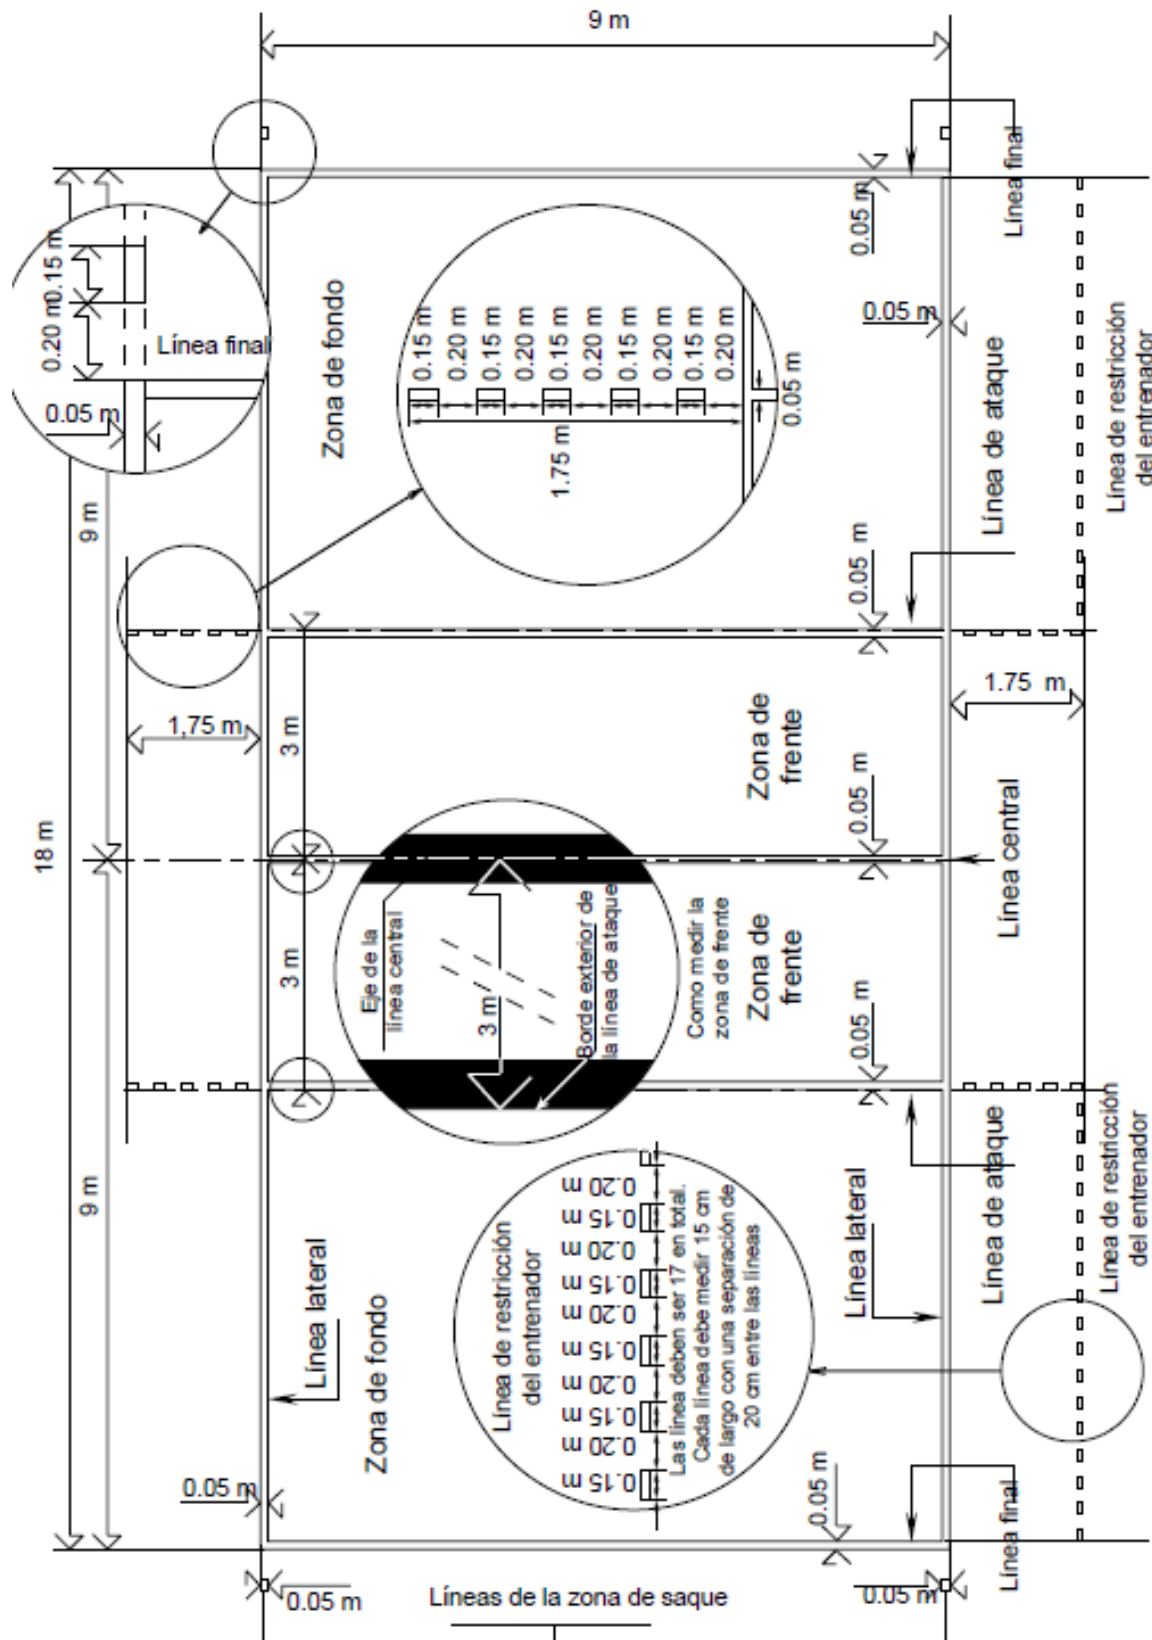 9 m
Línea final
0.05 m
0.15 m
0.20 m
Línea final
0.05 m
Zona de fondo
0.15 m
0.20 m
0.15 m
0.20 m
0.15 m
0.20 m
0.15 m
0.20 m
0.15 m
0.20 m
1.75 m
0.05 m
0.05 m
Línea de ataque
Línea de restricción
del entrenador
9 m
0.05 m
1,75 m
3 m
Zona de
frente
1.75 m
0.05 m
18 m
Línea central
Eje de la
línea central
3 m
Borde exterior de
la línea de ataque
Como medir la
zona de frente
Zona de
frente
3 m
0.05 m
9 m
Línea lateral
Zona de fondo
Línea de restricción
del entrenador
0.20 m
0.15 m
0.20 m
0.15 m
0.20 m
0.15 m
0.20 m
0.15 m
0.20 m
0.15 m
Las línea deben ser 17 en total.
Cada línea debe medir 15 cm
de largo con una separación de
20 cm entre las líneas
Línea lateral
Línea de ataque
Línea de restricción
del entrenador
0.05 m
0.05 m
Línea final
0.05 m
Líneas de la zona de saque
0.05 m